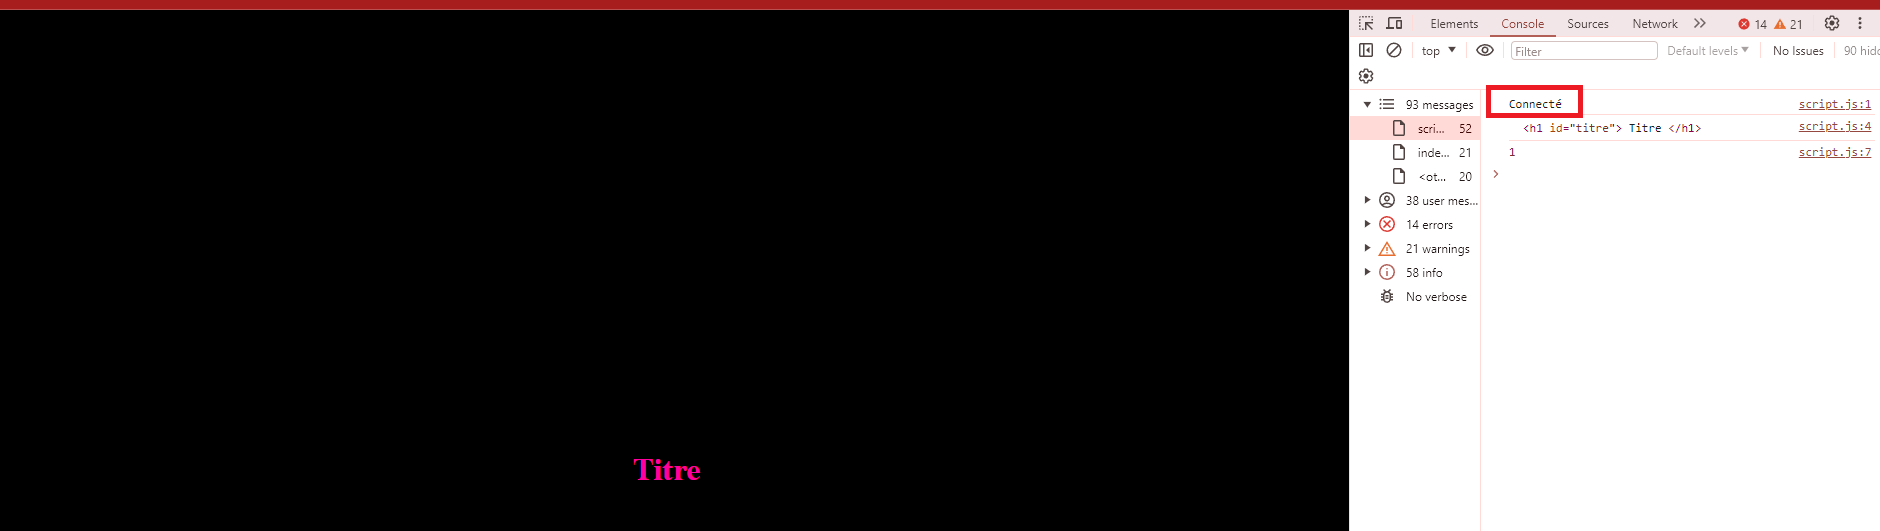 Elements Console Sources Network 14 21
top Filter Default levels No Issues 90 hidd
93 messages
scri... 52
inde... 21
<ot... 20
38 user mes...
14 errors
21 warnings
58 info
No verbose
Connecté script.js:1
<h1 id="titre"> Titre </h1> script.js:4
1 script.js:7
>
Titre